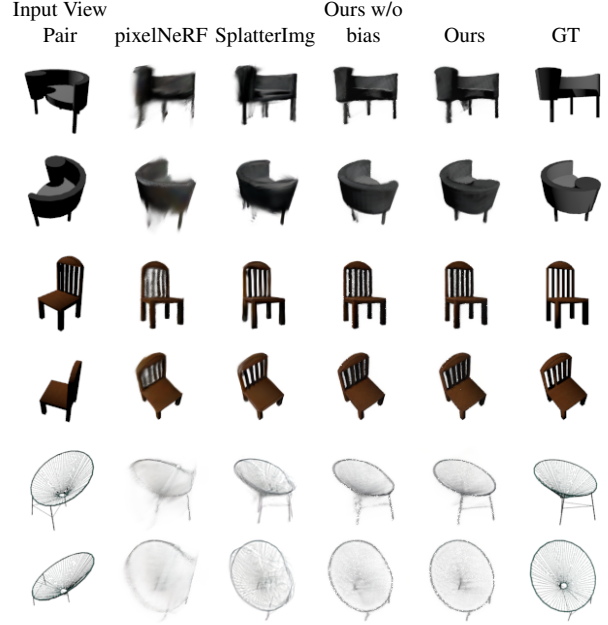 Input View Pair
pixelNeRF
SplatterImg
Ours w/o bias
Ours
GT